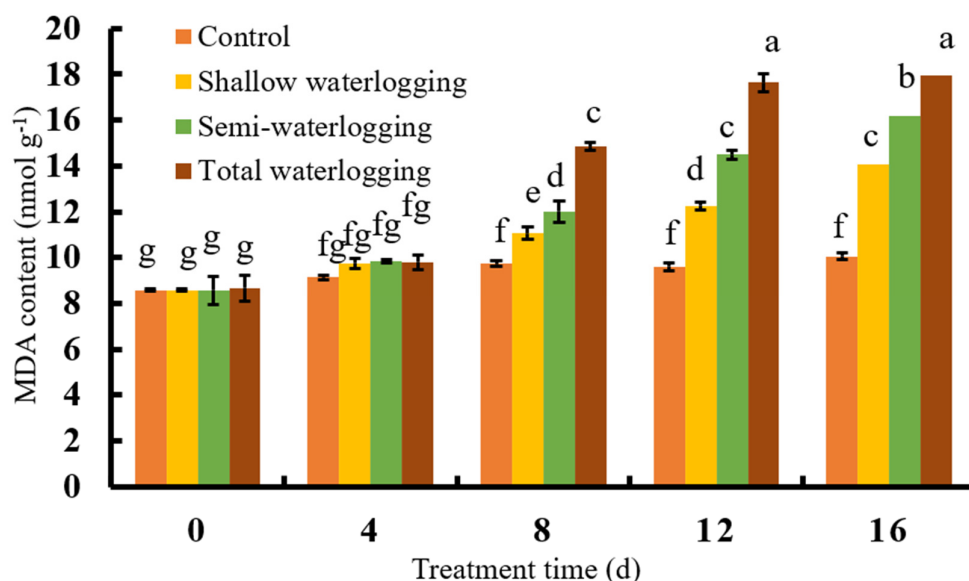 20
18
16
14
12
10
8
6
4
2
0
MDA content (nmol g⁻¹)
Control
Shallow waterlogging
Semi-waterlogging
Total waterlogging
g g g g
fg fg fg fg
f e d c
f d c a
f c b a
0 4 8 12 16
Treatment time (d)